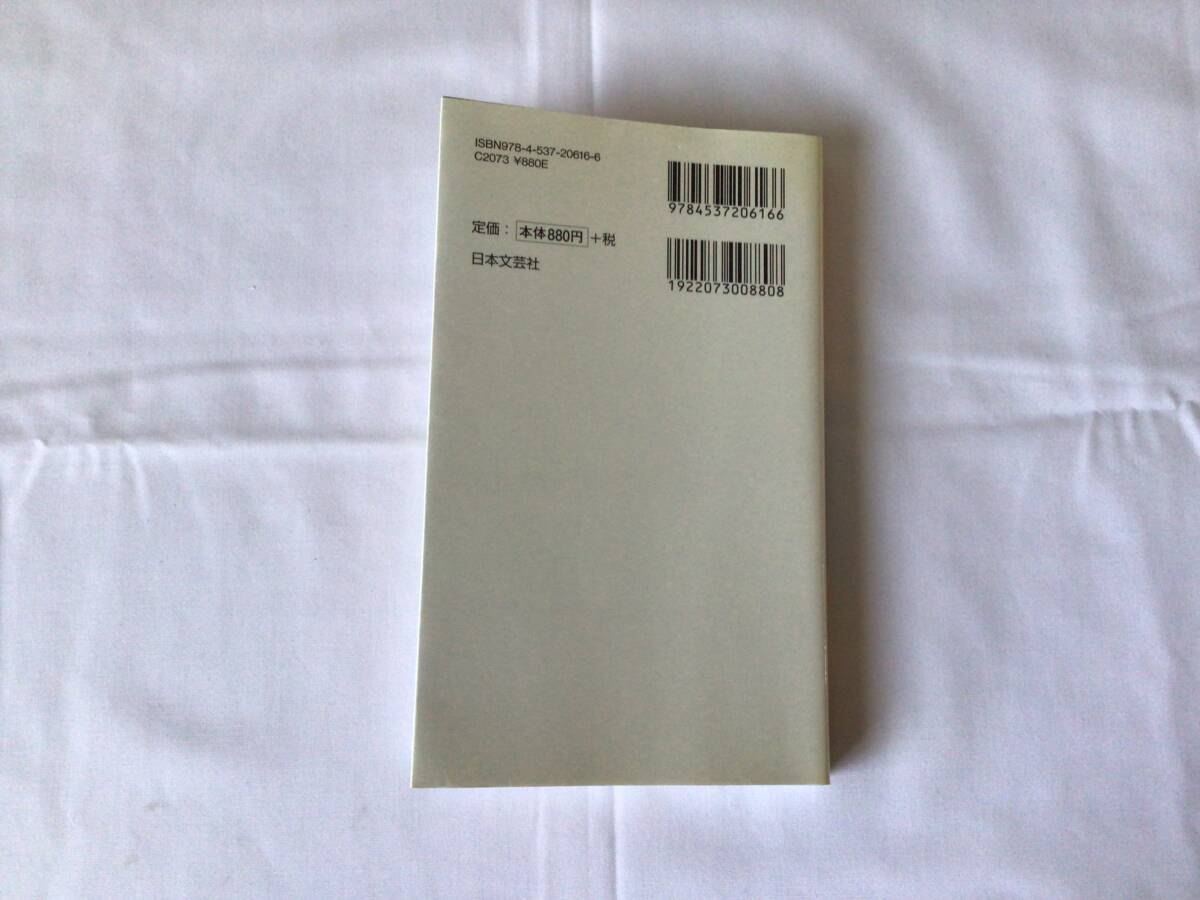 ISBN978-4-537-20616-6
C2073 ¥880E
9784537206166
定価： 本体880円 +税
日本文芸社
1922073008808